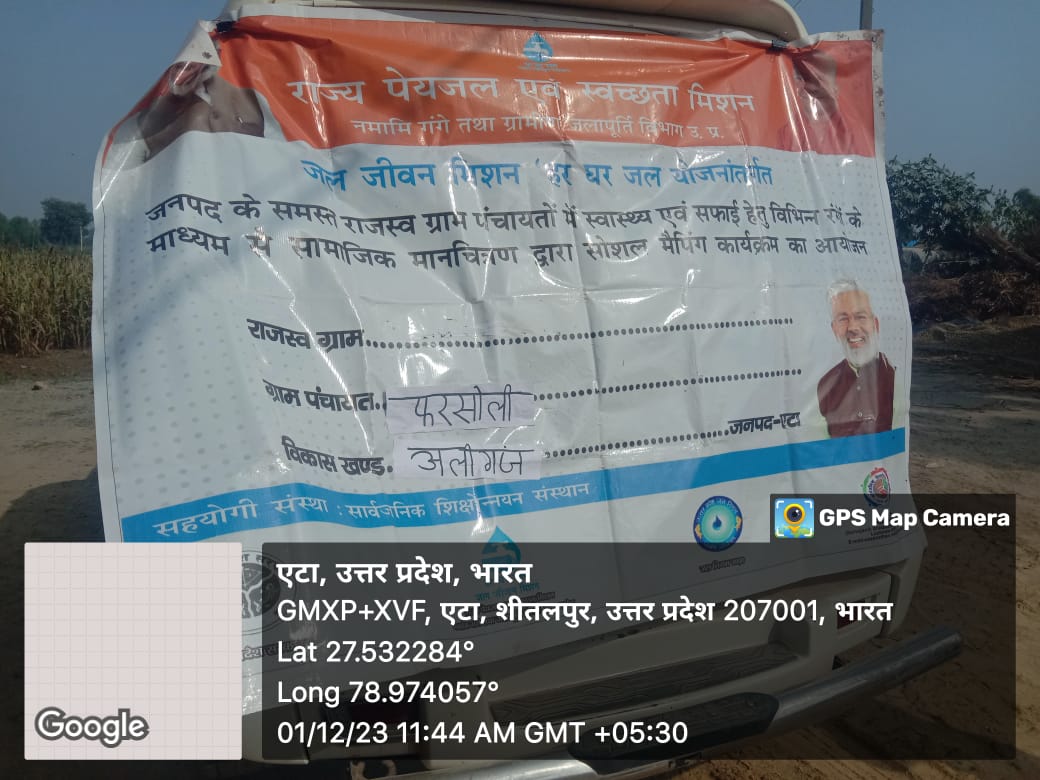 राज्य पेयजल एवं स्वच्छता मिशन
नमामि गंगे तथा ग्रामीण जलापूर्ति विभाग उ. प्र.
जल जीवन मिशन 'हर घर जल योजनांतर्गत
जनपद के समस्त राजस्व ग्राम पंचायतों में स्वास्थ्य एवं सफाई हेतु विभिन्न रंगों के
माध्यम से सामाजिक मानचित्रण द्वारा सोशल मैपिंग कार्यक्रम का आयोजन
राजस्व ग्राम
ग्राम पंचायत. फरसोली
विकास खण्ड. अलीगंज जनपद-एटा
सहयोगी संस्था : सार्वजनिक शिक्षोन्नयन संस्थान
जल जीवन मिशन
GPS Map Camera
एटा, उत्तर प्रदेश, भारत
GMXP+XVF, एटा, शीतलपुर, उत्तर प्रदेश 207001, भारत
Lat 27.532284°
Long 78.974057°
01/12/23 11:44 AM GMT +05:30
Google